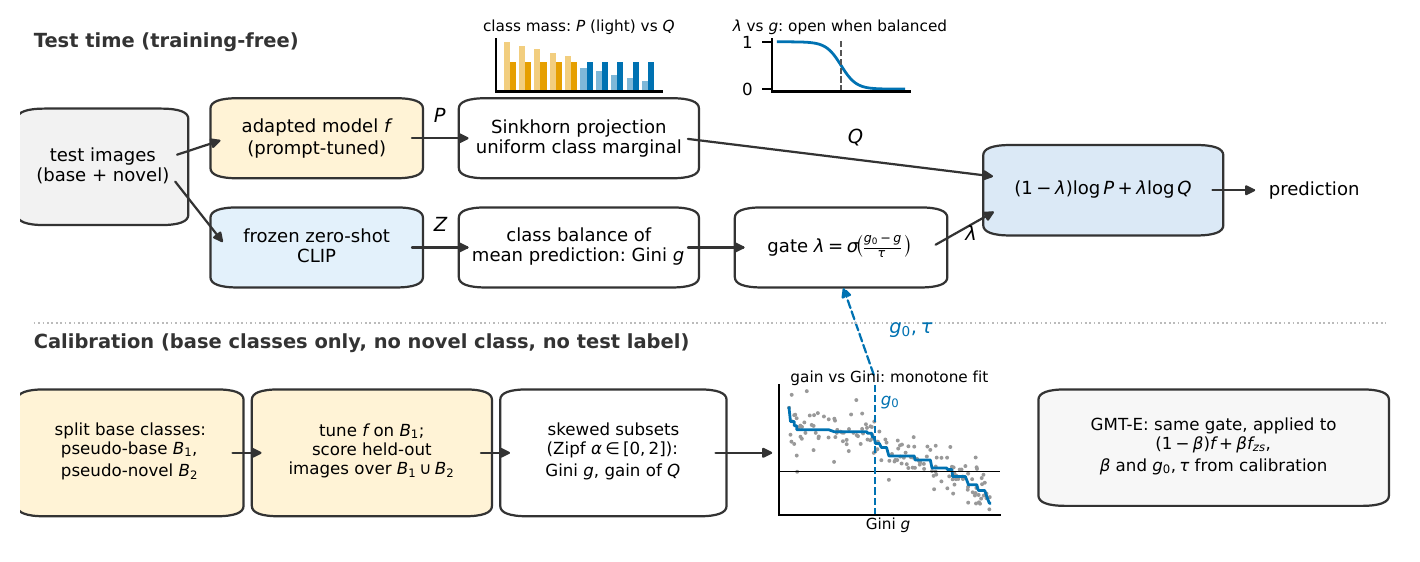 Test time (training-free)
class mass: P (light) vs Q
λ vs g: open when balanced
1
0
test images
(base + novel)
adapted model f
(prompt-tuned)
P
Sinkhorn projection
uniform class marginal
Q
(1 − λ)log P + λlog Q
prediction
frozen zero-shot
CLIP
Z
class balance of
mean prediction: Gini g
gate λ = σ(g₀ − g / τ)
λ
g₀, τ
Calibration (base classes only, no novel class, no test label)
split base classes:
pseudo-base B₁,
pseudo-novel B₂
tune f on B₁;
score held-out
images over B₁ ∪ B₂
skewed subsets
(Zipf α ∈ [0, 2]):
Gini g, gain of Q
gain vs Gini: monotone fit
g₀
Gini g
GMT-E: same gate, applied to
(1 − β)f + βf_zs,
β and g₀, τ from calibration